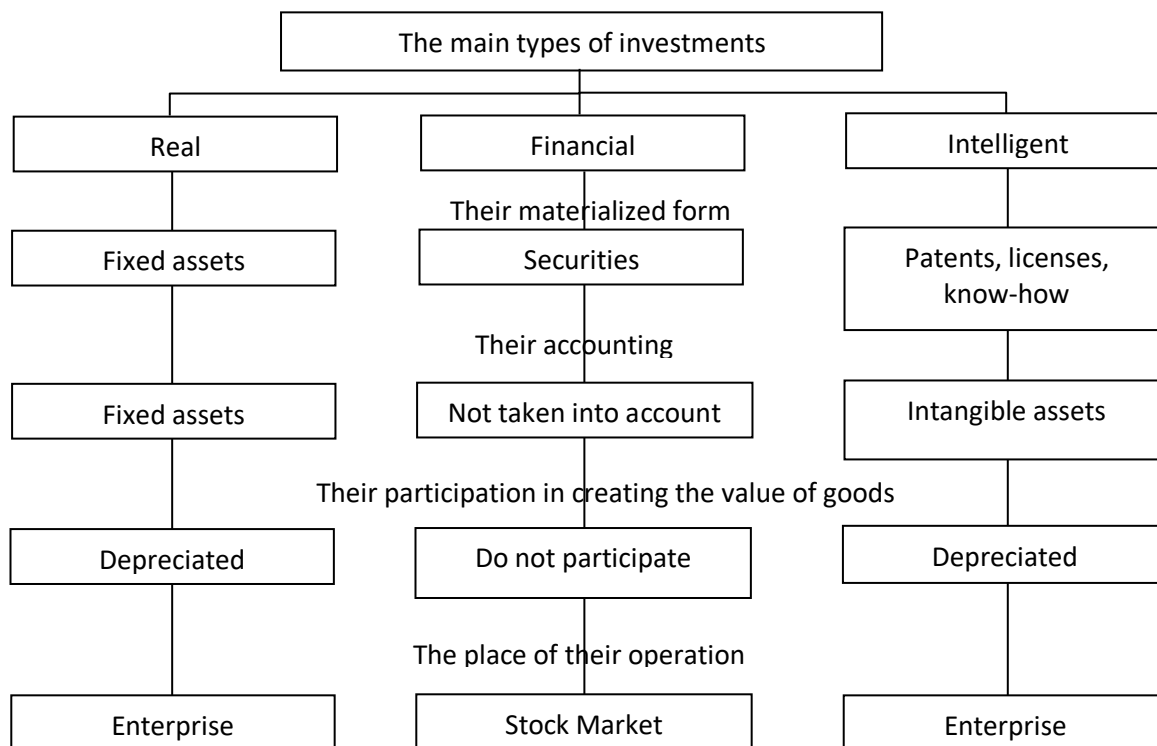 The main types of investments
Real
Financial
Intelligent
Their materialized form
Fixed assets
Securities
Patents, licenses,
know-how
Their accounting
Fixed assets
Not taken into account
Intangible assets
Their participation in creating the value of goods
Depreciated
Do not participate
Depreciated
The place of their operation
Enterprise
Stock Market
Enterprise